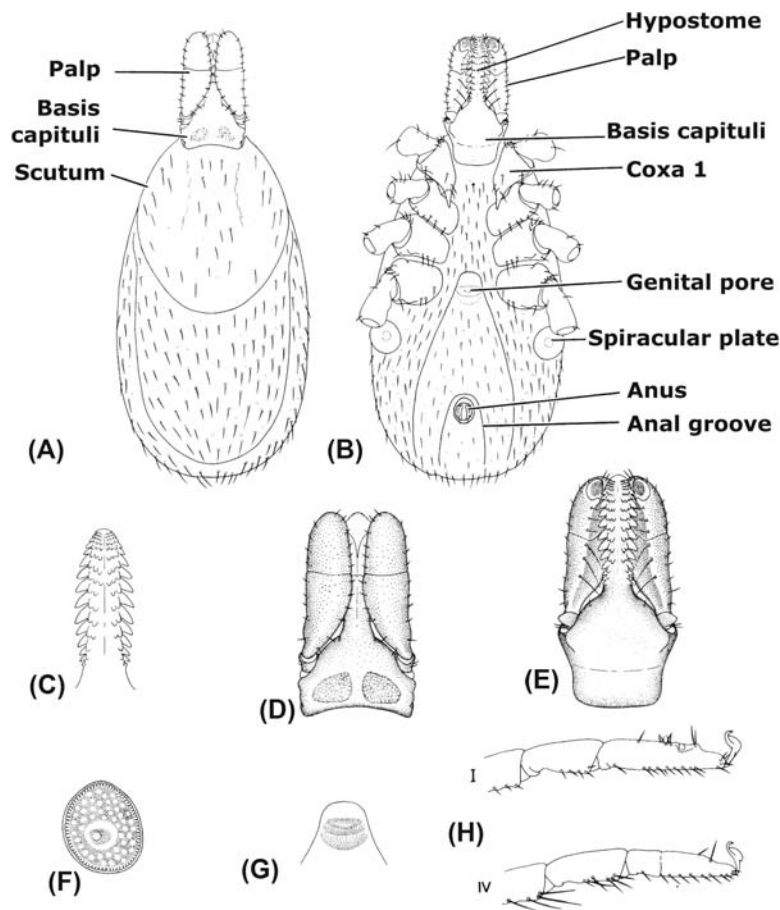 Palp
Basis
capituli
Scutum
(A)
Hypostome
Palp
Basis capituli
Coxa 1
Genital pore
Spiracular plate
Anus
Anal groove
(B)
(C)
(D)
(E)
(F)
(G)
I
(H)
IV